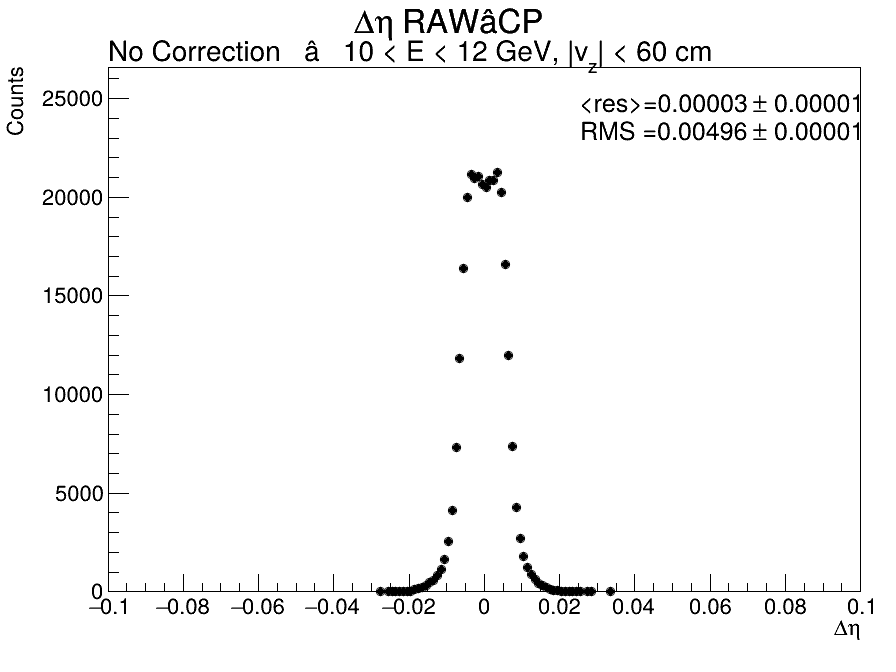 Δη RAWâCP
No Correction â 10 < E < 12 GeV, |v_z| < 60 cm
Counts
<res>=0.00003 ± 0.00001
RMS =0.00496 ± 0.00001
25000
20000
15000
10000
5000
0
−0.1 −0.08 −0.06 −0.04 −0.02 0 0.02 0.04 0.06 0.08 0.1
Δη